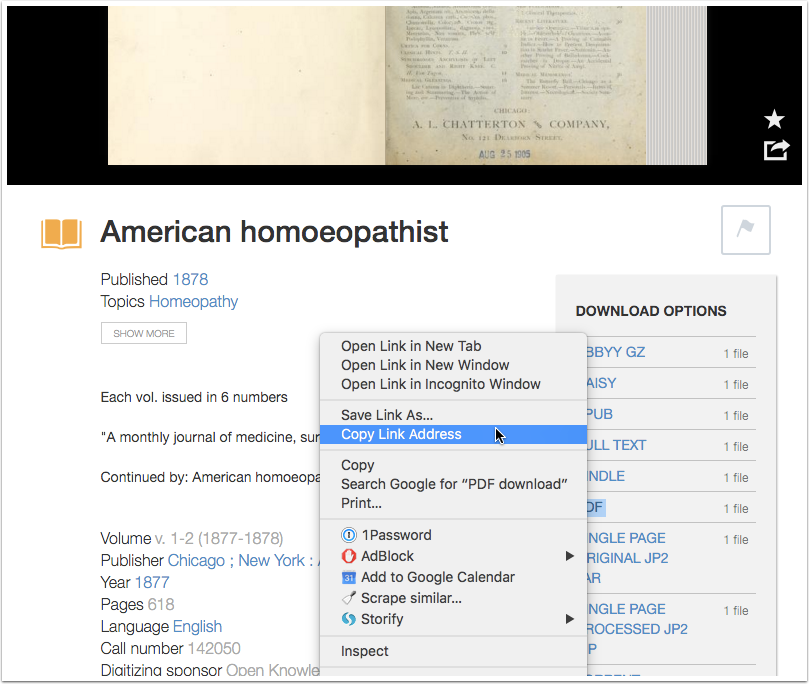 CHICAGO:
A. L. CHATTERTON COMPANY,
No. 121 Dearborn Street,
AUG 25 1905
American homoeopathist
Published 1878
Topics Homeopathy
SHOW MORE
Each vol. issued in 6 numbers
"A monthly journal of medicine, sur
Continued by: American homoeopa
Volume v. 1-2 (1877-1878)
Publisher Chicago ; New York :
Year 1877
Pages 618
Language English
Call number 142050
Digitizing sponsor Open Knowle
Open Link in New Tab
Open Link in New Window
Open Link in Incognito Window
Save Link As...
Copy Link Address
Copy
Search Google for “PDF download”
Print...
1Password
AdBlock
31 Add to Google Calendar
Scrape similar...
Storify
Inspect
DOWNLOAD OPTIONS
BBYY GZ 1 file
AISY 1 file
PUB 1 file
ULL TEXT 1 file
NDLE 1 file
DF 1 file
NGLE PAGE 1 file
RIGINAL JP2
AR
NGLE PAGE 1 file
ROCESSED JP2
P